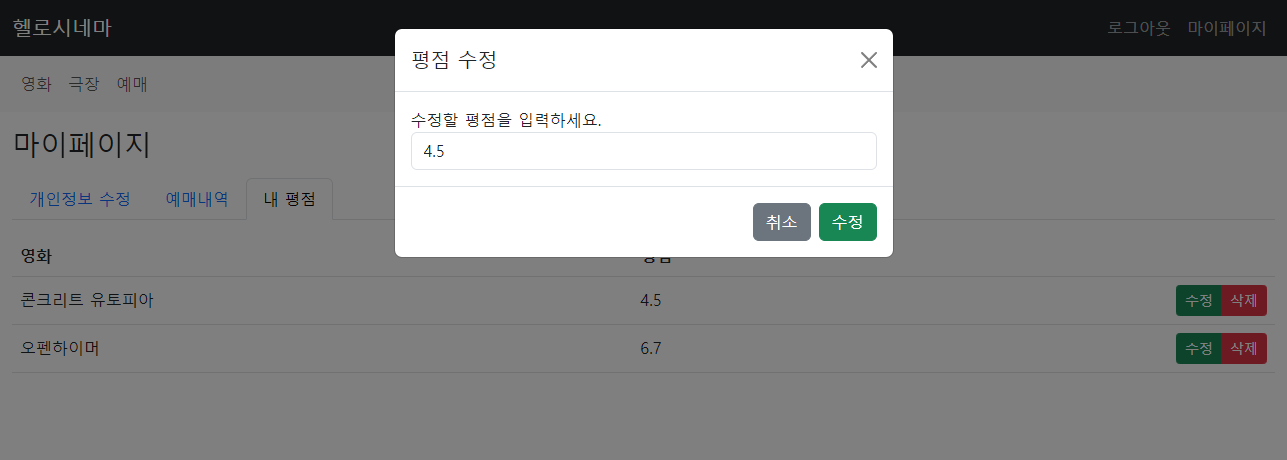 헬로시네마
로그아웃 마이페이지
영화 극장 예매
마이페이지
개인정보 수정 예매내역 내 평점
평점 수정
수정할 평점을 입력하세요.
4.5
취소 수정
영화
콘크리트 유토피아 4.5 수정 삭제
오펜하이머 6.7 수정 삭제